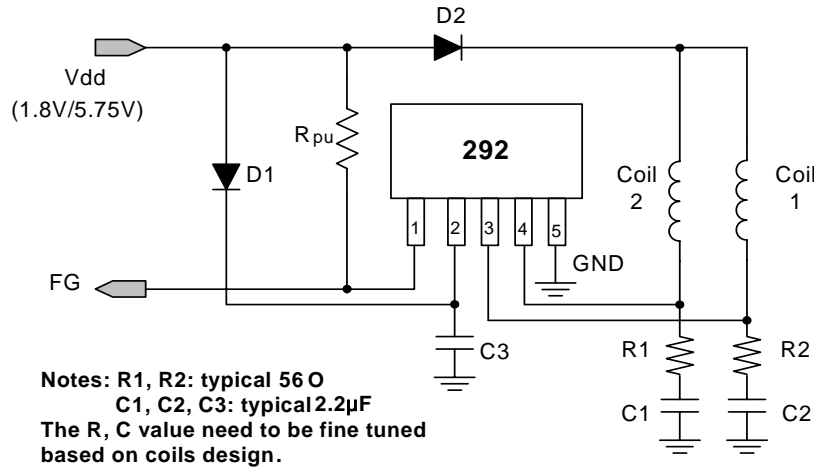 D2
Vdd
(1.8V/5.75V)
Rpu
292
D1
Coil
2
Coil
1
1 2 3 4 5
GND
FG
C3
R1
R2
C1
C2
Notes: R1, R2: typical 56 O
C1, C2, C3: typical 2.2µF
The R, C value need to be fine tuned
based on coils design.